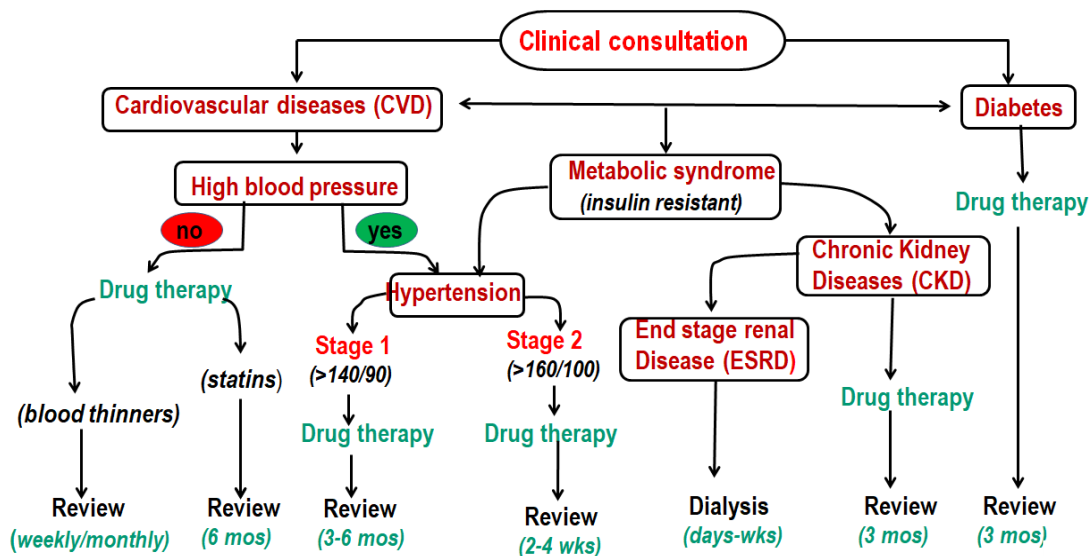 Clinical consultation
Cardiovascular diseases (CVD)
Diabetes
High blood pressure
Metabolic syndrome
(insulin resistant)
Drug therapy
no
yes
Chronic Kidney
Diseases (CKD)
Drug therapy
Hypertension
End stage renal
Disease (ESRD)
Stage 1
(>140/90)
Stage 2
(>160/100)
(statins)
(blood thinners)
Drug therapy
Drug therapy
Drug therapy
Review
(weekly/monthly)
Review
(6 mos)
Review
(3-6 mos)
Review
(2-4 wks)
Dialysis
(days-wks)
Review
(3 mos)
Review
(3 mos)